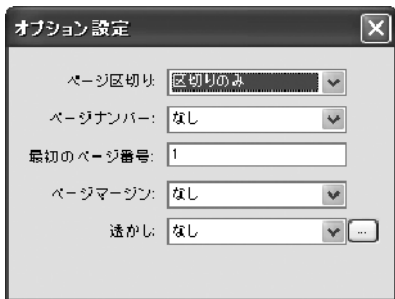 オプション設定
ページ区切り: 区切りのみ
ページナンバー: なし
最初のページ番号: 1
ページマージン: なし
透かし: なし ...